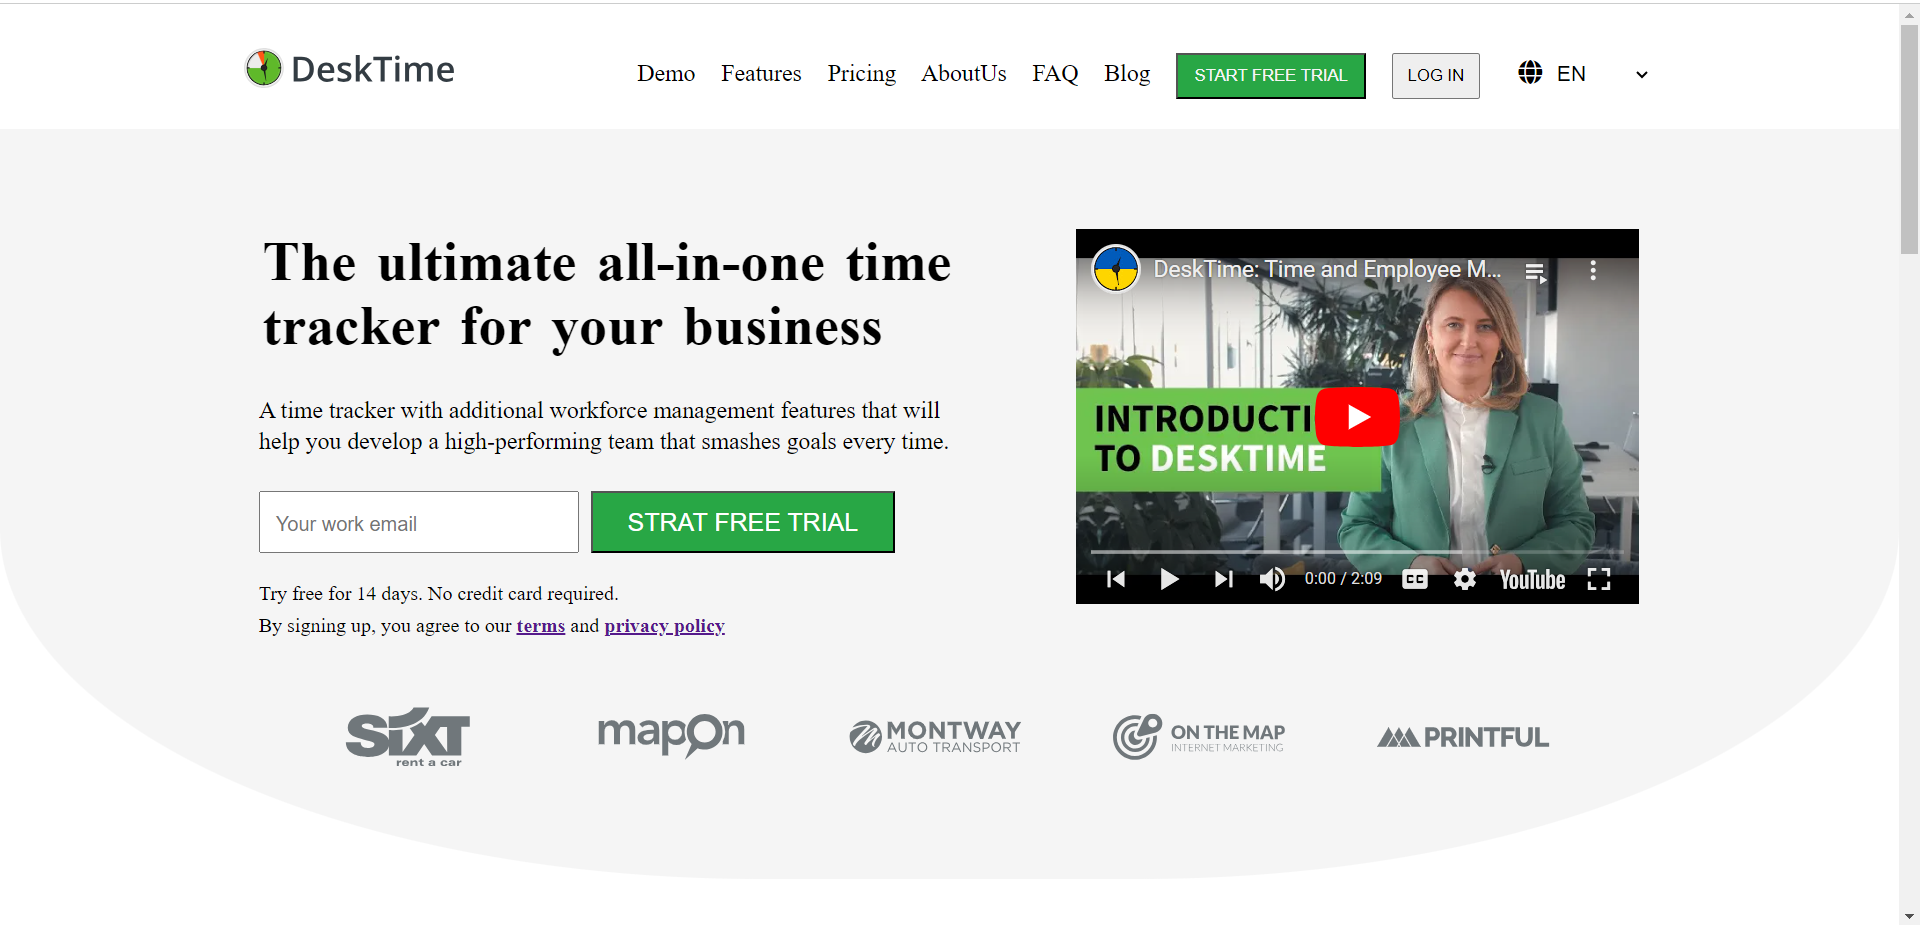 DeskTime
Demo Features Pricing AboutUs FAQ Blog START FREE TRIAL LOG IN EN
The ultimate all-in-one time
tracker for your business
A time tracker with additional workforce management features that will
help you develop a high-performing team that smashes goals every time.
Your work email STRAT FREE TRIAL
Try free for 14 days. No credit card required.
By signing up, you agree to our terms and privacy policy
DeskTime: Time and Employee M...
INTRODUCTI
TO DESKTIME
0:00 / 2:09 CC YouTube
SIXT
rent a car
mapon
MONTWAY
AUTO TRANSPORT
ON THE MAP
INTERNET MARKETING
PRINTFUL